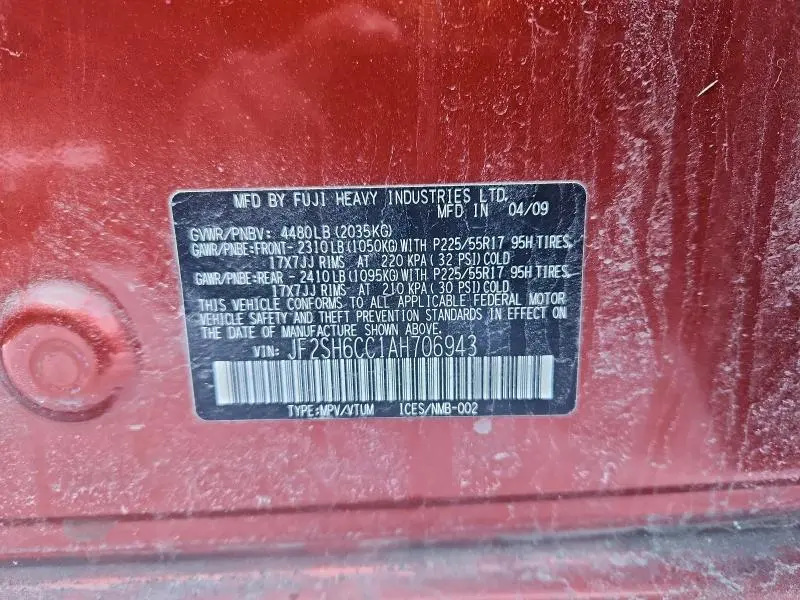 MFD BY FUJI HEAVY INDUSTRIES LTD.
MFD IN 04/09
GVWR/PNBV: 4480LB(2035KG)
GAWR/PNBE-FRONT- 2310LB(1050KG)WITH P225/55R17 95H TIRES,
17X7JJ RIMS AT 220 KPA( 32 PSI)COLD
GAWR/PNBE-REAR - 2410LB(1095KG)WITH P225/55R17 95H TIRES,
17X7JJ RIMS AT 210 KPA( 30 PSI)COLD
THIS VEHICLE CONFORMS TO ALL APPLICABLE FEDERAL MOTOR
VEHICLE SAFETY AND THEFT PREVENTION STANDARDS IN EFFECT ON
THE DATE OF MANUFACTURE SHOWN ABOVE.
VIN: JF2SH6CC1AH706943
TYPE:MPV/VTUM ICES/NMB-002